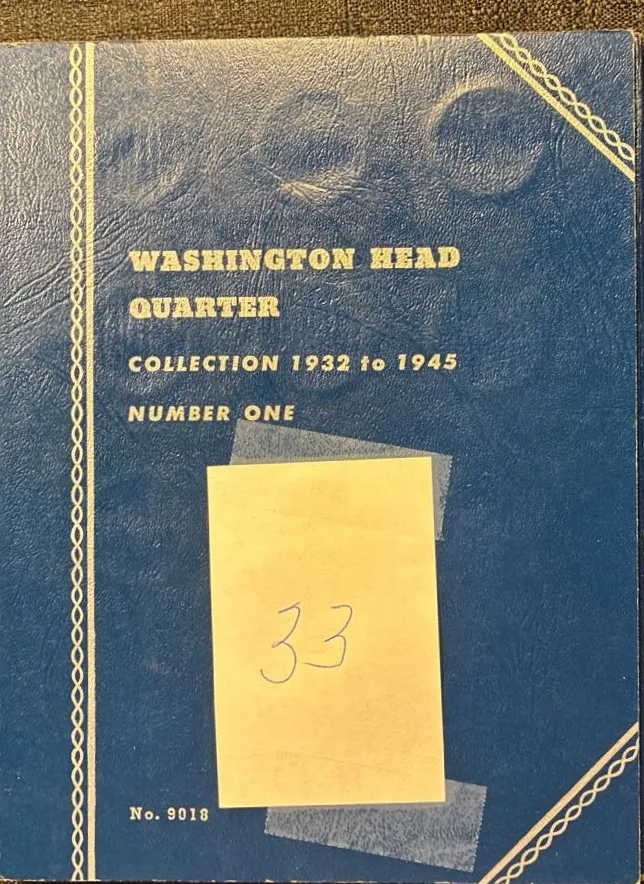 WASHINGTON HEAD
QUARTER
COLLECTION 1932 to 1945
NUMBER ONE
33
No. 9018